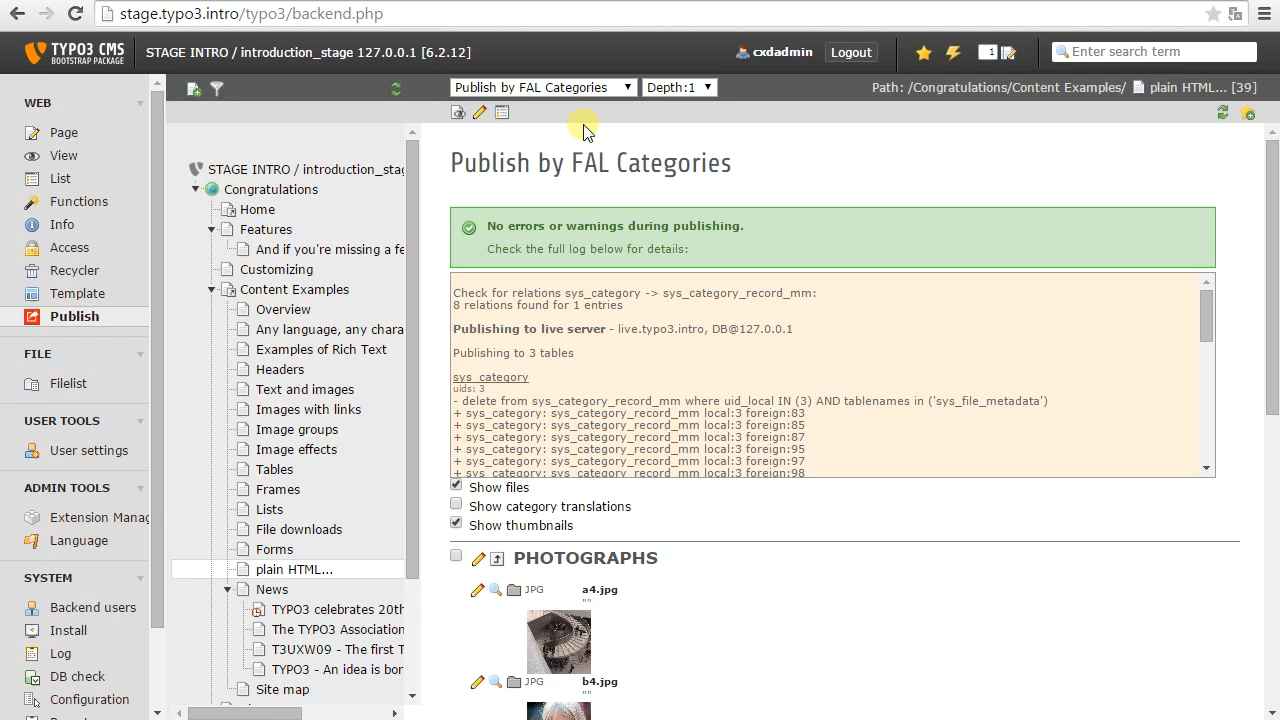 stage.typo3.intro/typo3/backend.php
TYPO3 CMS
BOOTSTRAP PACKAGE
STAGE INTRO / introduction_stage 127.0.0.1 [6.2.12]
cxdadmin
Logout
1
Enter search term
Publish by FAL Categories
Depth:1
Path: /Congratulations/Content Examples/ plain HTML... [39]
WEB
Page
View
List
Functions
Info
Access
Recycler
Template
Publish
FILE
Filelist
USER TOOLS
User settings
ADMIN TOOLS
Extension Manag
Language
SYSTEM
Backend users
Install
Log
DB check
Configuration
STAGE INTRO / introduction_stag
Congratulations
Home
Features
And if you're missing a fe
Customizing
Content Examples
Overview
Any language, any chara
Examples of Rich Text
Headers
Text and images
Images with links
Image groups
Image effects
Tables
Frames
Lists
File downloads
Forms
plain HTML...
News
TYPO3 celebrates 20th
The TYPO3 Association
T3UXW09 - The first T
TYPO3 - An idea is bor
Site map
Publish by FAL Categories
No errors or warnings during publishing.
Check the full log below for details:
Check for relations sys_category -> sys_category_record_mm:
8 relations found for 1 entries
Publishing to live server - live.typo3.intro, DB@127.0.0.1
Publishing to 3 tables
sys_category
uids: 3
- delete from sys_category_record_mm where uid_local IN (3) AND tablenames in ('sys_file_metadata')
+ sys_category: sys_category_record_mm local:3 foreign:83
+ sys_category: sys_category_record_mm local:3 foreign:85
+ sys_category: sys_category_record_mm local:3 foreign:87
+ sys_category: sys_category_record_mm local:3 foreign:95
+ sys_category: sys_category_record_mm local:3 foreign:97
+ sys_category: sys_category_record_mm local:3 foreign:98
Show files
Show category translations
Show thumbnails
PHOTOGRAPHS
JPG a4.jpg
""
JPG b4.jpg
""